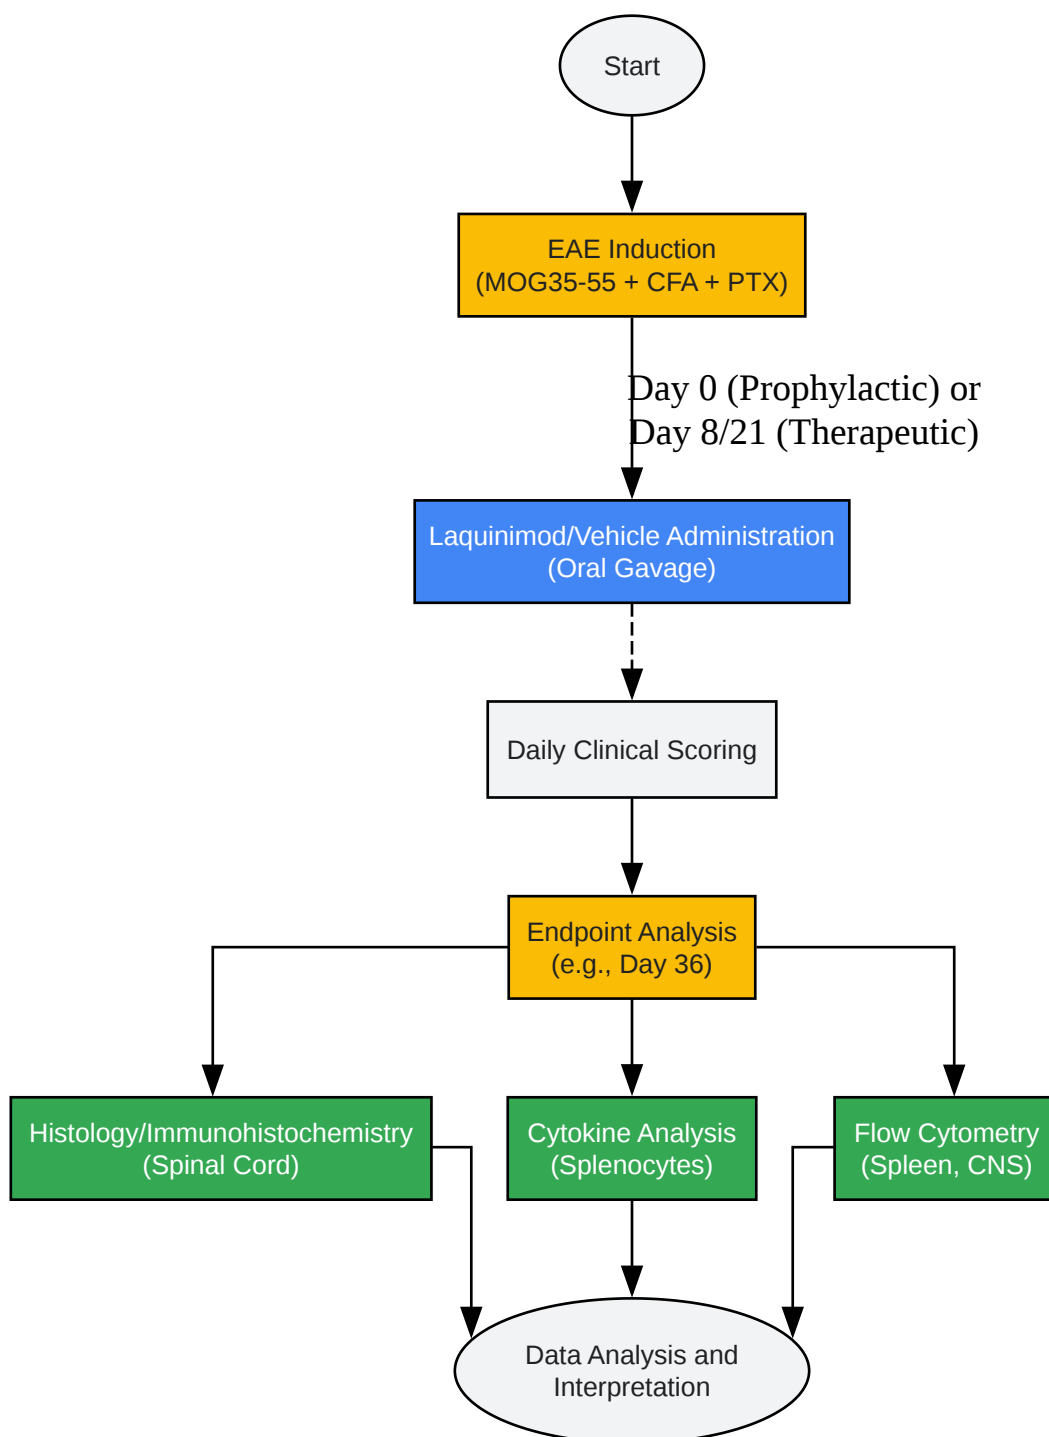 Start
EAE Induction
(MOG35-55 + CFA + PTX)
Day 0 (Prophylactic) or
Day 8/21 (Therapeutic)
Laquinimod/Vehicle Administration
(Oral Gavage)
Daily Clinical Scoring
Endpoint Analysis
(e.g., Day 36)
Histology/Immunohistochemistry
(Spinal Cord)
Cytokine Analysis
(Splenocytes)
Flow Cytometry
(Spleen, CNS)
Data Analysis and
Interpretation